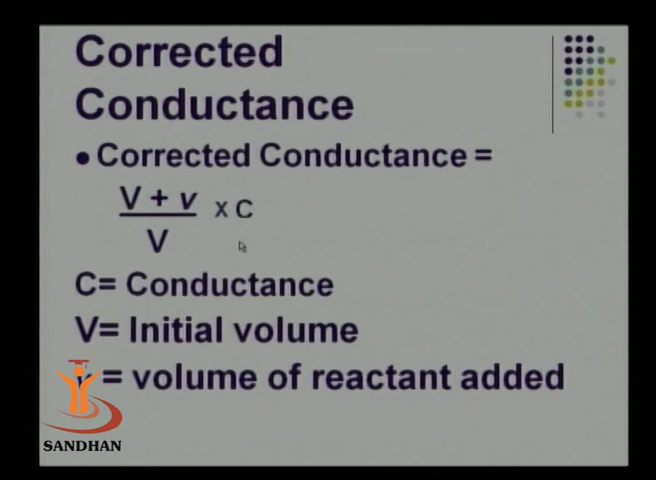 Corrected
Conductance
• Corrected Conductance =
V + v
x C
V
C= Conductance
V= Initial volume
v = volume of reactant added
SANDHAN